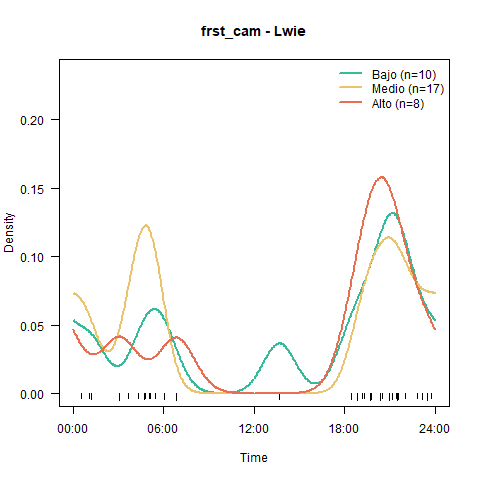 frst_cam - Lwie
Bajo (n=10)
Medio (n=17)
Alto (n=8)
Density
0.20
0.15
0.10
0.05
0.00
00:00 06:00 12:00 18:00 24:00
Time